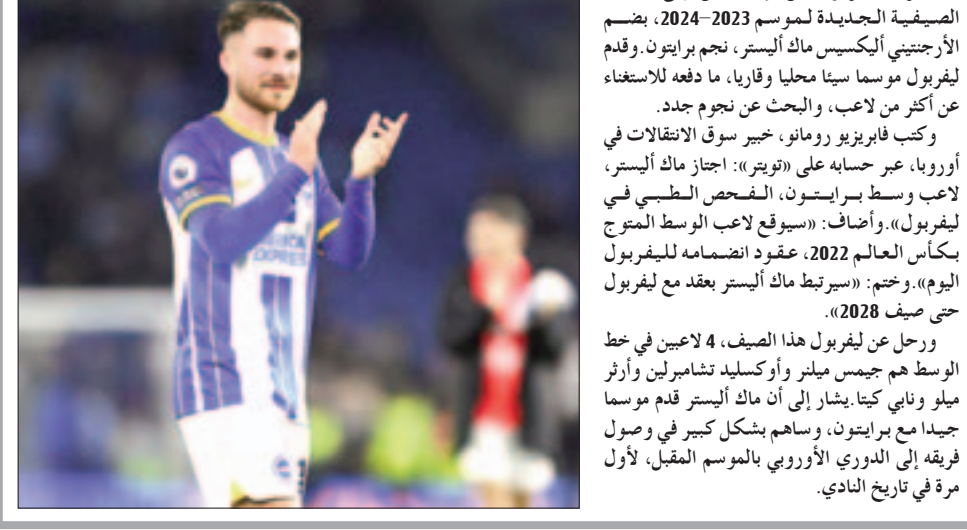 الصيفية الجديدة لموسم 2023-2024، بضم
الأرجنتيني أليكسيس ماك أليستر، نجم برايتون.وقدم
ليفربول موسما سيئا محليا وقاريا، ما دفعه للاستغناء
عن أكثر من لاعب، والبحث عن نجوم جدد.
وكتب فابريزيو رومانو، خبير سوق الانتقالات في
أوروبا، عبر حسابه على «تويتر»: اجتاز ماك أليستر،
لاعب وسط برايتون، الفحص الطبي في
ليفربول».وأضاف: «سيوقع لاعب الوسط المتوج
بكأس العالم 2022، عقود انضمامه لليفربول
اليوم».وختم: «سيرتبط ماك أليستر بعقد مع ليفربول
حتى صيف 2028».
ورحل عن ليفربول هذا الصيف، 4 لاعبين في خط
الوسط هم جيمس ميلنر وأوكسليد تشامبرلين وأرثر
ميلو ونابي كيتا.يشار إلى أن ماك أليستر قدم موسما
جيدا مع برايتون، وساهم بشكل كبير في وصول
فريقه إلى الدوري الأوروبي بالموسم المقبل، لأول
مرة في تاريخ النادي.
EXPRESS